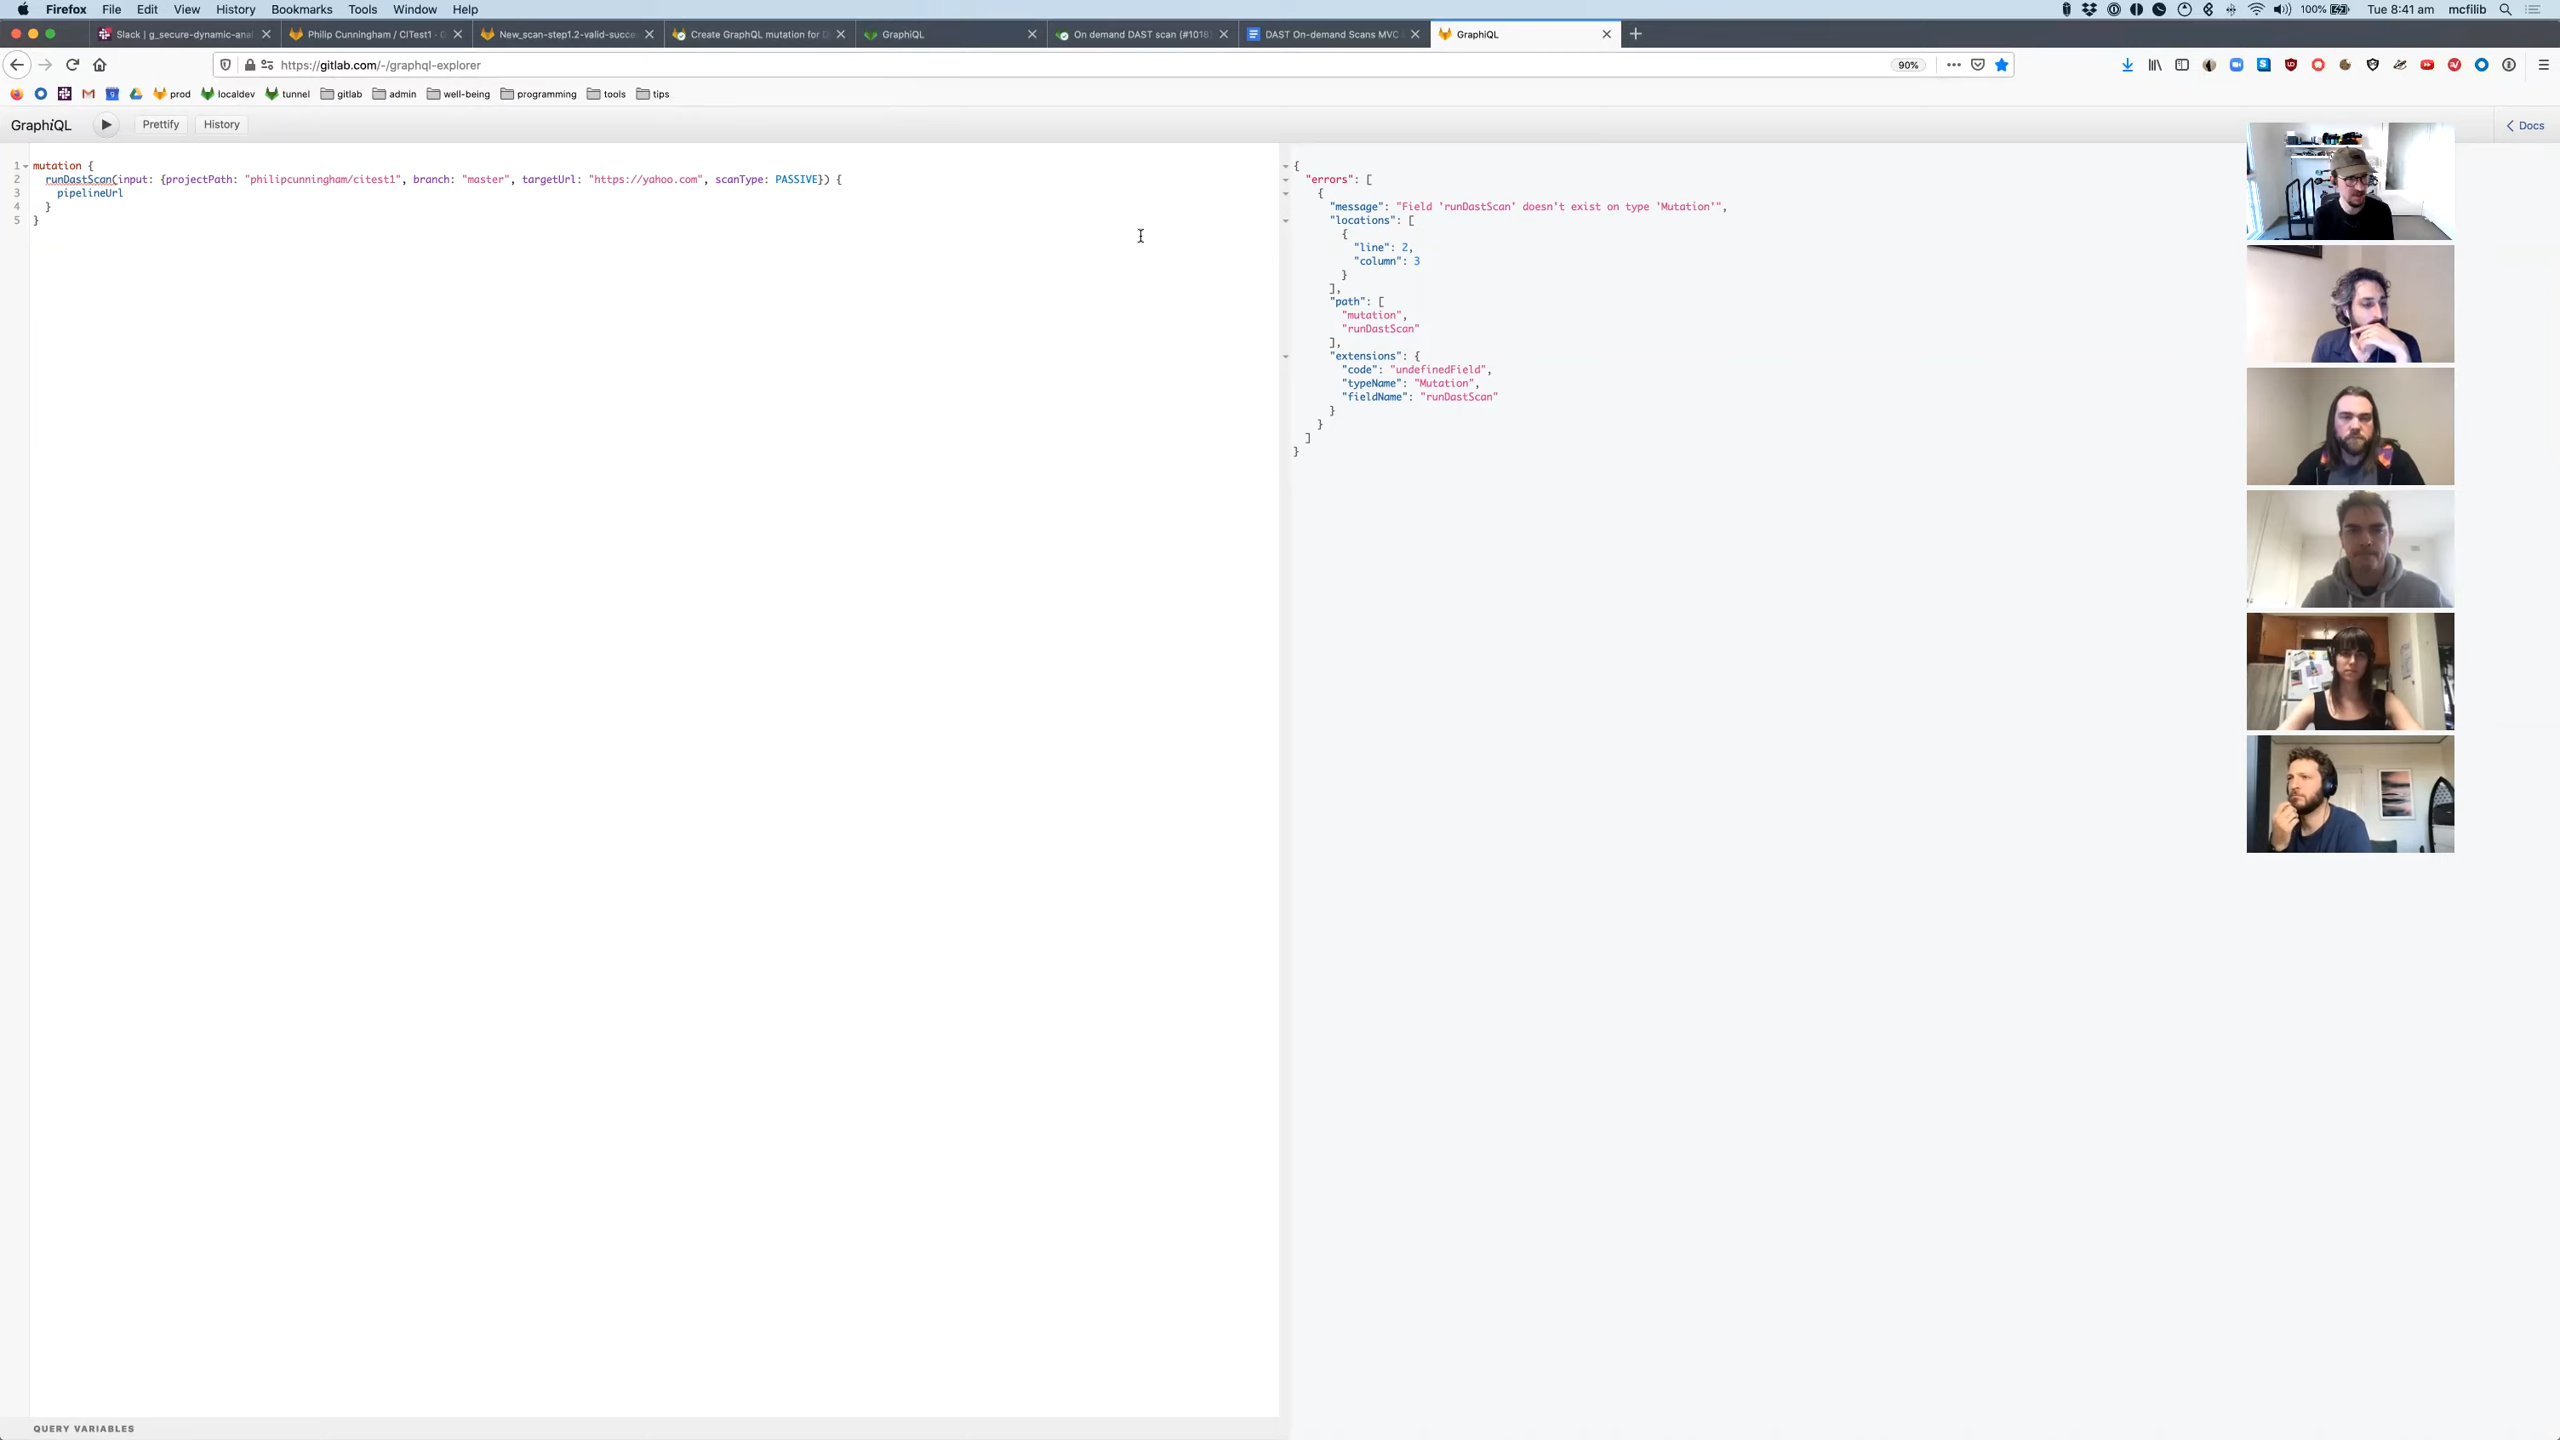 Firefox File Edit View History Bookmarks Tools Window Help 100% Tue 8:41 am mcfilib
Slack | g_secure-dynamic-anal Philip Cunningham / CITest1 · G New_scan-step1.2-valid-succe Create GraphQL mutation for D GraphiQL On demand DAST scan (#1018 DAST On-demand Scans MVC GraphiQL
https://gitlab.com/-/graphql-explorer 90%
prod localdev tunnel gitlab admin well-being programming tools tips
GraphiQL Prettify History Docs
1 mutation {
2 runDastScan(input: {projectPath: "philipcunningham/citest1", branch: "master", targetUrl: "https://yahoo.com", scanType: PASSIVE}) {
3 pipelineUrl
4 }
5 }
{
"errors": [
{
"message": "Field 'runDastScan' doesn't exist on type 'Mutation'",
"locations": [
{
"line": 2,
"column": 3
}
],
"path": [
"mutation",
"runDastScan"
],
"extensions": {
"code": "undefinedField",
"typeName": "Mutation",
"fieldName": "runDastScan"
}
}
]
}
QUERY VARIABLES